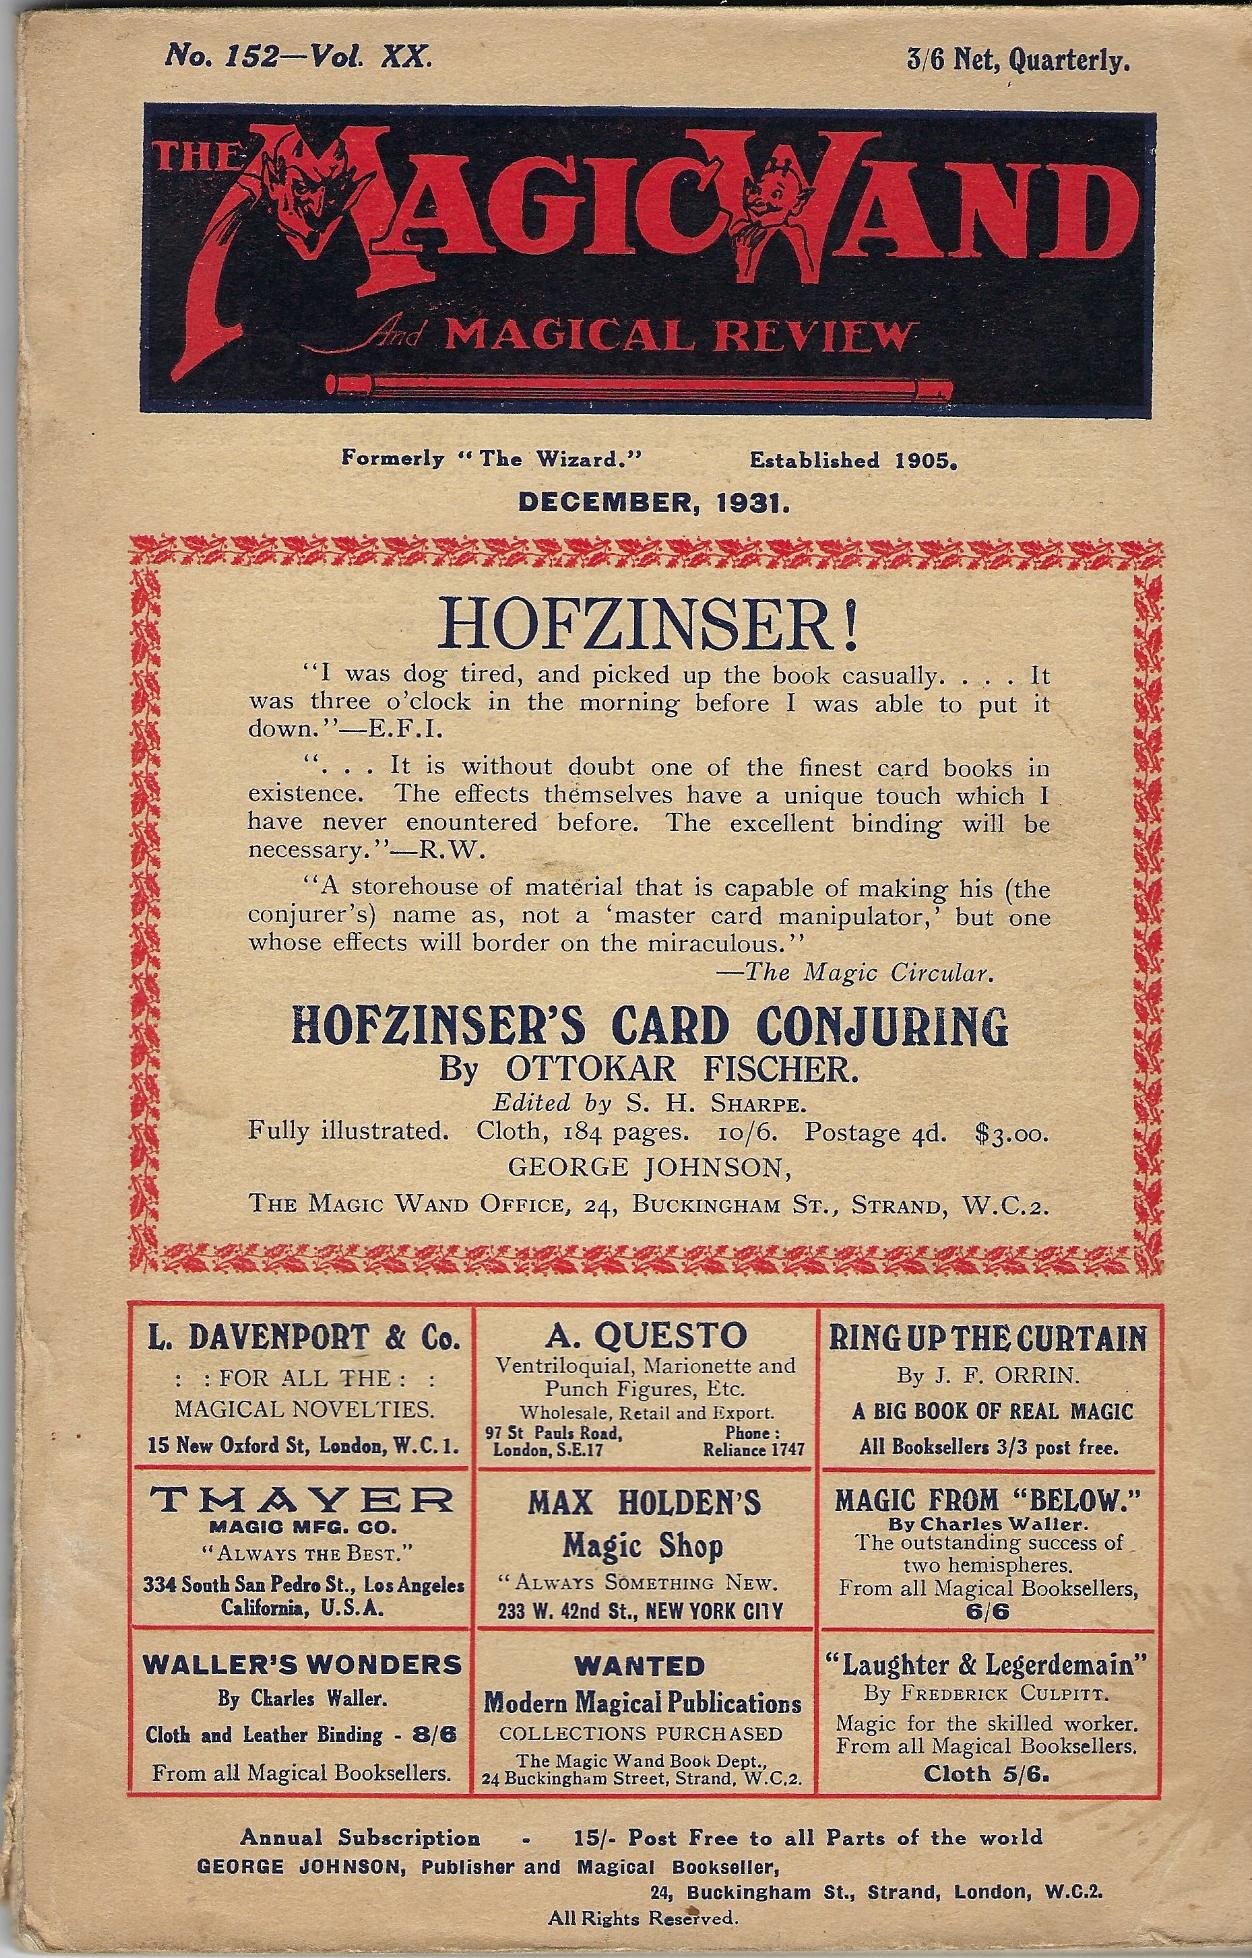 No. 152—Vol. XX.
3/6 Net, Quarterly.
THE MAGIC WAND
And MAGICAL REVIEW
Formerly "The Wizard." Established 1905.
DECEMBER, 1931.
HOFZINSER!
"I was dog tired, and picked up the book casually. . . . It
was three o'clock in the morning before I was able to put it
down."—E.F.I.
". . . It is without doubt one of the finest card books in
existence. The effects themselves have a unique touch which I
have never enountered before. The excellent binding will be
necessary."—R.W.
"A storehouse of material that is capable of making his (the
conjurer's) name as, not a 'master card manipulator,' but one
whose effects will border on the miraculous."
—The Magic Circular.
HOFZINSER'S CARD CONJURING
By OTTOKAR FISCHER.
Edited by S. H. SHARPE.
Fully illustrated. Cloth, 184 pages. 10/6. Postage 4d. $3.00.
GEORGE JOHNSON,
THE MAGIC WAND OFFICE, 24, BUCKINGHAM ST., STRAND, W.C.2.
L. DAVENPORT & Co.
: : FOR ALL THE : :
MAGICAL NOVELTIES.
15 New Oxford St, London, W.C.1.
A. QUESTO
Ventriloquial, Marionette and
Punch Figures, Etc.
Wholesale, Retail and Export.
97 St Pauls Road, Phone :
London, S.E.17 Reliance 1747
RING UP THE CURTAIN
By J. F. ORRIN.
A BIG BOOK OF REAL MAGIC
All Booksellers 3/3 post free.
THAYER
MAGIC MFG. CO.
"ALWAYS THE BEST."
334 South San Pedro St., Los Angeles
California, U.S.A.
MAX HOLDEN'S
Magic Shop
"ALWAYS SOMETHING NEW.
233 W. 42nd St., NEW YORK CITY
MAGIC FROM "BELOW."
By Charles Waller.
The outstanding success of
two hemispheres.
From all Magical Booksellers,
6/6
WALLER'S WONDERS
By Charles Waller.
Cloth and Leather Binding - 8/6
From all Magical Booksellers.
WANTED
Modern Magical Publications
COLLECTIONS PURCHASED
The Magic Wand Book Dept.,
24 Buckingham Street, Strand, W.C.2.
"Laughter & Legerdemain"
By FREDERICK CULPITT.
Magic for the skilled worker.
From all Magical Booksellers.
Cloth 5/6.
Annual Subscription - 15/- Post Free to all Parts of the world
GEORGE JOHNSON, Publisher and Magical Bookseller,
24, Buckingham St., Strand, London, W.C.2.
All Rights Reserved.